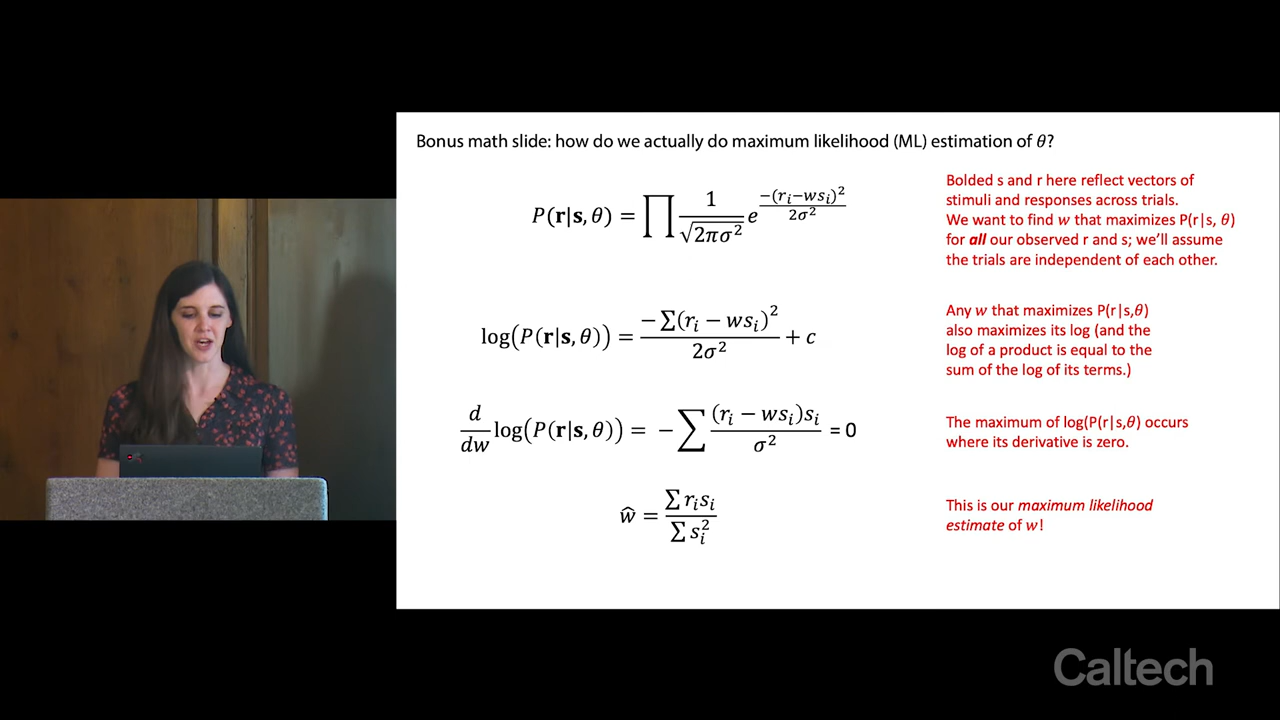 Bonus math slide: how do we actually do maximum likelihood (ML) estimation of θ?
P(r|s, θ) = ∏ 1/√(2πσ²) e^(−(rᵢ−wsᵢ)²/2σ²)
Bolded s and r here reflect vectors of
stimuli and responses across trials.
We want to find w that maximizes P(r|s, θ)
for all our observed r and s; we'll assume
the trials are independent of each other.
log(P(r|s, θ)) = −∑(rᵢ − wsᵢ)²/2σ² + c
Any w that maximizes P(r|s,θ)
also maximizes its log (and the
log of a product is equal to the
sum of the log of its terms.)
d/dw log(P(r|s, θ)) = −∑ (rᵢ − wsᵢ)sᵢ/σ² = 0
The maximum of log(P(r|s,θ) occurs
where its derivative is zero.
ŵ = ∑ rᵢsᵢ/∑ sᵢ²
This is our maximum likelihood
estimate of w!
Caltech